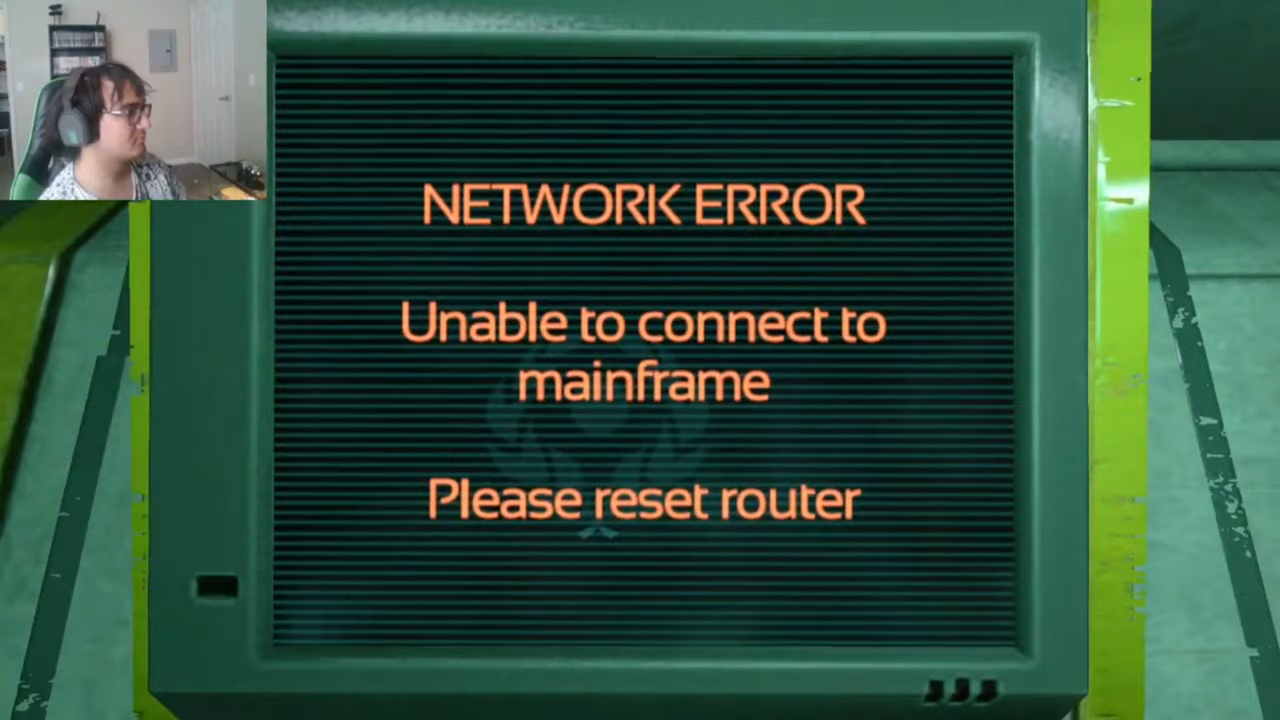 NETWORK ERROR
Unable to connect to
mainframe
Please reset router